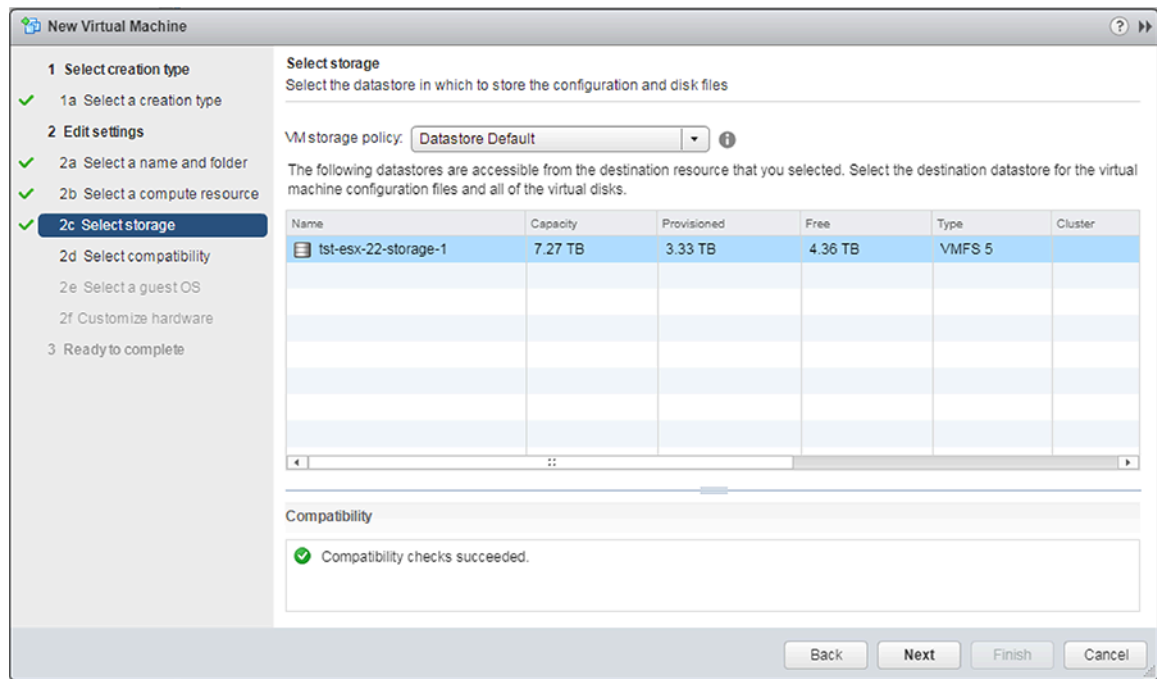 New Virtual Machine
1 Select creation type
1a Select a creation type
2 Edit settings
2a Select a name and folder
2b Select a compute resource
2c Select storage
2d Select compatibility
2e Select a guest OS
2f Customize hardware
3 Ready to complete
Select storage
Select the datastore in which to store the configuration and disk files
VM storage policy: Datastore Default
The following datastores are accessible from the destination resource that you selected. Select the destination datastore for the virtual
machine configuration files and all of the virtual disks.
Name Capacity Provisioned Free Type Cluster
tst-esx-22-storage-1 7.27 TB 3.33 TB 4.36 TB VMFS 5
Compatibility
Compatibility checks succeeded.
Back Next Finish Cancel